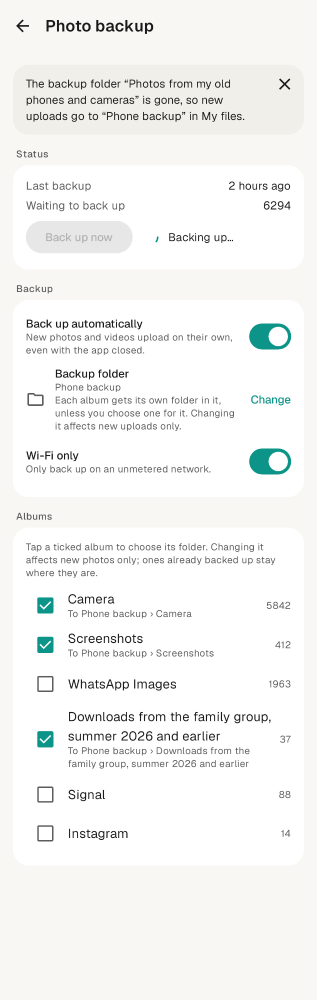 Photo backup
The backup folder “Photos from my old
phones and cameras” is gone, so new
uploads go to “Phone backup” in My files.
Status
Last backup 2 hours ago
Waiting to back up 6294
Back up now Backing up…
Backup
Back up automatically
New photos and videos upload on their own,
even with the app closed.
Backup folder
Phone backup
Each album gets its own folder in it,
unless you choose one for it. Changing
it affects new uploads only.
Change
Wi-Fi only
Only back up on an unmetered network.
Albums
Tap a ticked album to choose its folder. Changing it
affects new photos only; ones already backed up stay
where they are.
Camera 5842
To Phone backup › Camera
Screenshots 412
To Phone backup › Screenshots
WhatsApp Images 1963
Downloads from the family group,
summer 2026 and earlier 37
To Phone backup › Downloads from the
family group, summer 2026 and earlier
Signal 88
Instagram 14